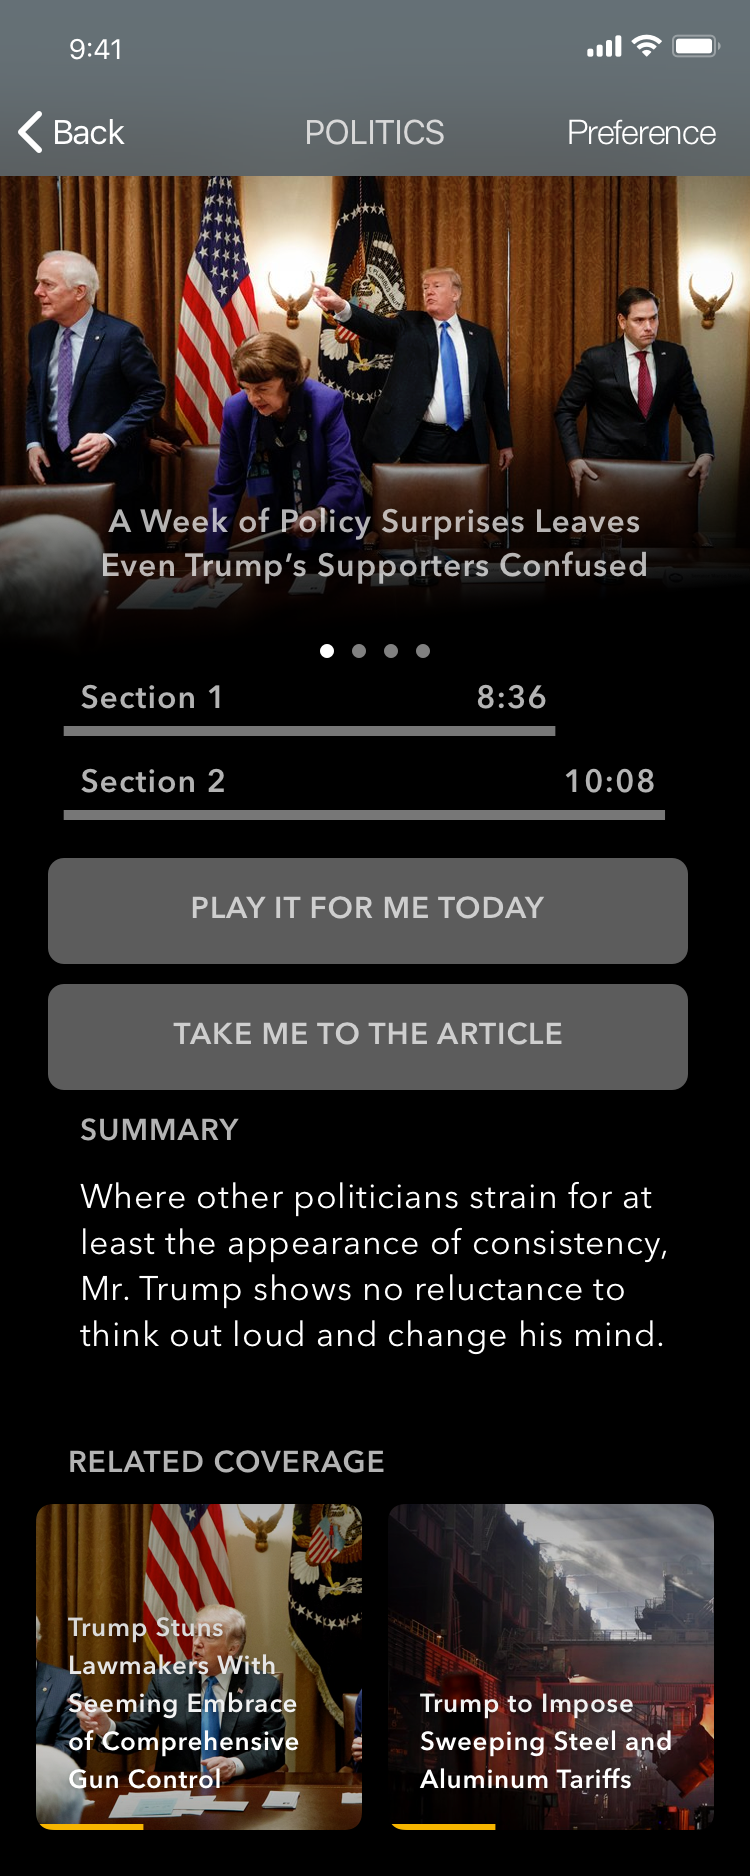 9:41
Back
POLITICS
Preference
A Week of Policy Surprises Leaves
Even Trump’s Supporters Confused
Section 1 8:36
Section 2 10:08
PLAY IT FOR ME TODAY
TAKE ME TO THE ARTICLE
SUMMARY
Where other politicians strain for at
least the appearance of consistency,
Mr. Trump shows no reluctance to
think out loud and change his mind.
RELATED COVERAGE
Trump Stuns
Lawmakers With
Seeming Embrace
of Comprehensive
Gun Control
Trump to Impose
Sweeping Steel and
Aluminum Tariffs